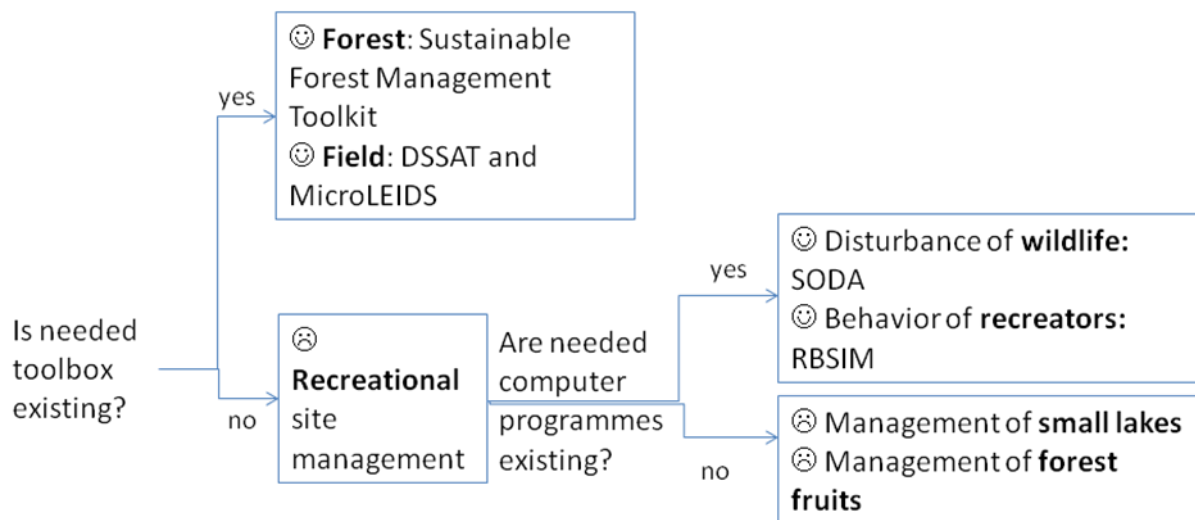 ☺ Forest: Sustainable
Forest Management
Toolkit
☺ Field: DSSAT and
MicroLEIDS
yes
Is needed
toolbox
existing?
no
☹
Recreational
site
management
Are needed
computer
programmes
existing?
yes
☺ Disturbance of wildlife:
SODA
☺ Behavior of recreators:
RBSIM
no
☹ Management of small lakes
☹ Management of forest
fruits